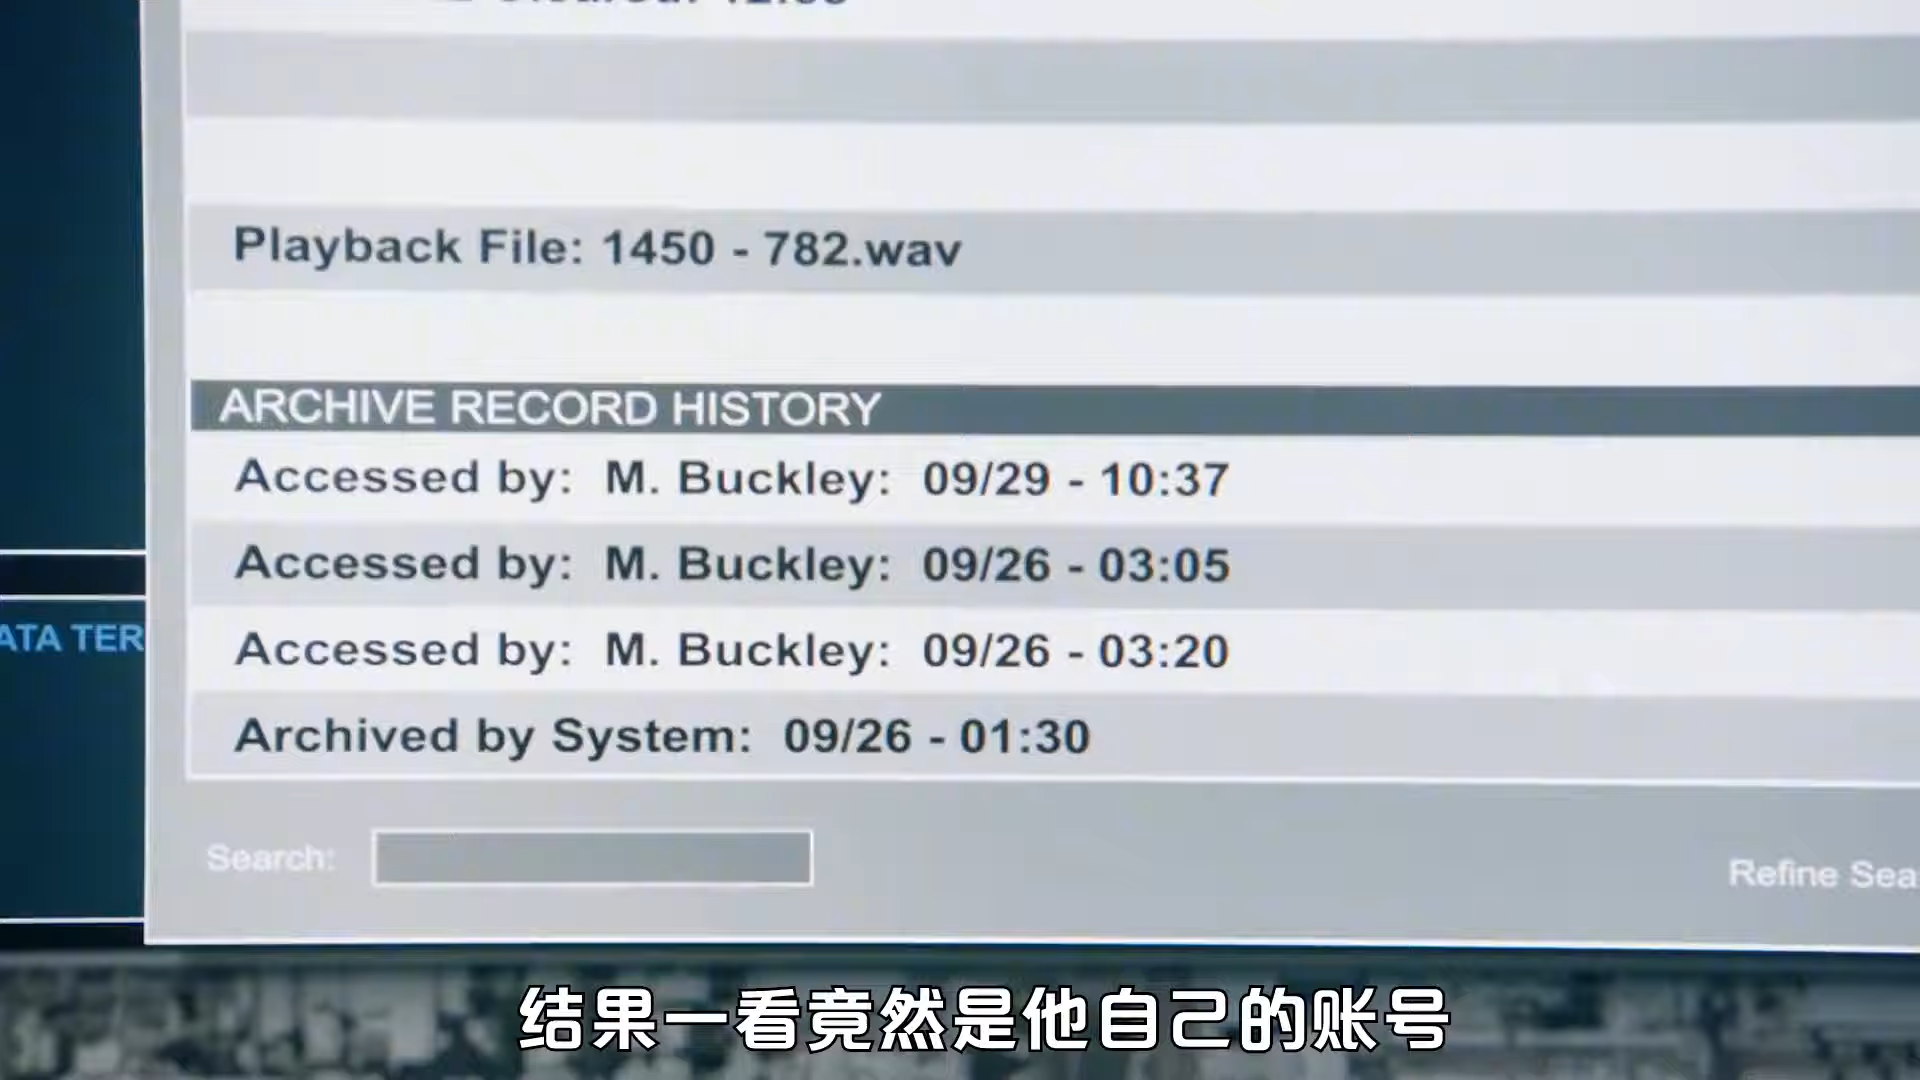 Playback File: 1450 - 782.wav
ARCHIVE RECORD HISTORY
Accessed by: M. Buckley: 09/29 - 10:37
Accessed by: M. Buckley: 09/26 - 03:05
ATA TER
Accessed by: M. Buckley: 09/26 - 03:20
Archived by System: 09/26 - 01:30
Search:
Refine Sea
结果一看竟然是他自己的账号